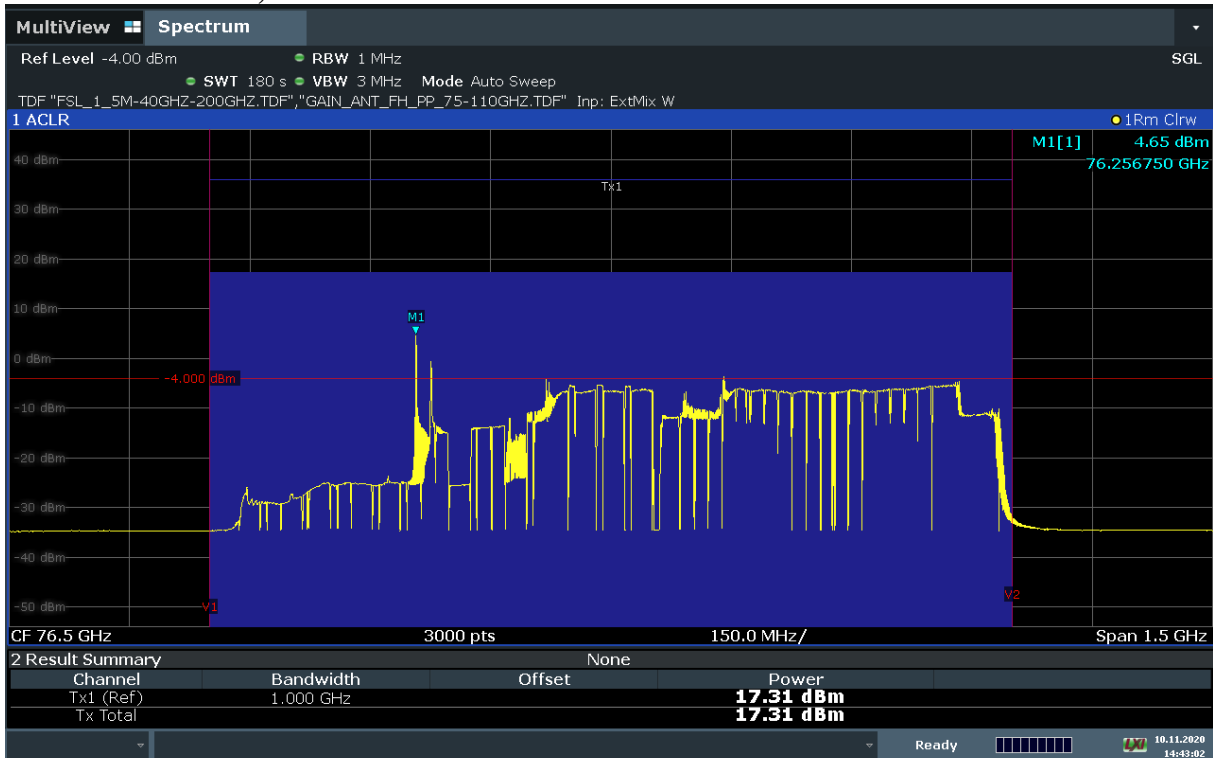 MultiView Spectrum
Ref Level -4.00 dBm RBW 1 MHz SGL
SWT 180 s VBW 3 MHz Mode Auto Sweep
TDF "FSL_1_5M-40GHZ-200GHZ.TDF","GAIN_ANT_FH_PP_75-110GHZ.TDF" Inp: ExtMix W
1 ACLR 1Rm Clrw
M1[1] 4.65 dBm
76.256750 GHz
40 dBm
Tx1
30 dBm
20 dBm
10 dBm
M1
0 dBm
-4.000 dBm
-10 dBm
-20 dBm
-30 dBm
-40 dBm
-50 dBm V1 V2
CF 76.5 GHz 3000 pts 150.0 MHz/ Span 1.5 GHz
2 Result Summary None
Channel Bandwidth Offset Power
Tx1 (Ref) 1.000 GHz 17.31 dBm
Tx Total 17.31 dBm
Ready LXI 10.11.2020
14:43:02